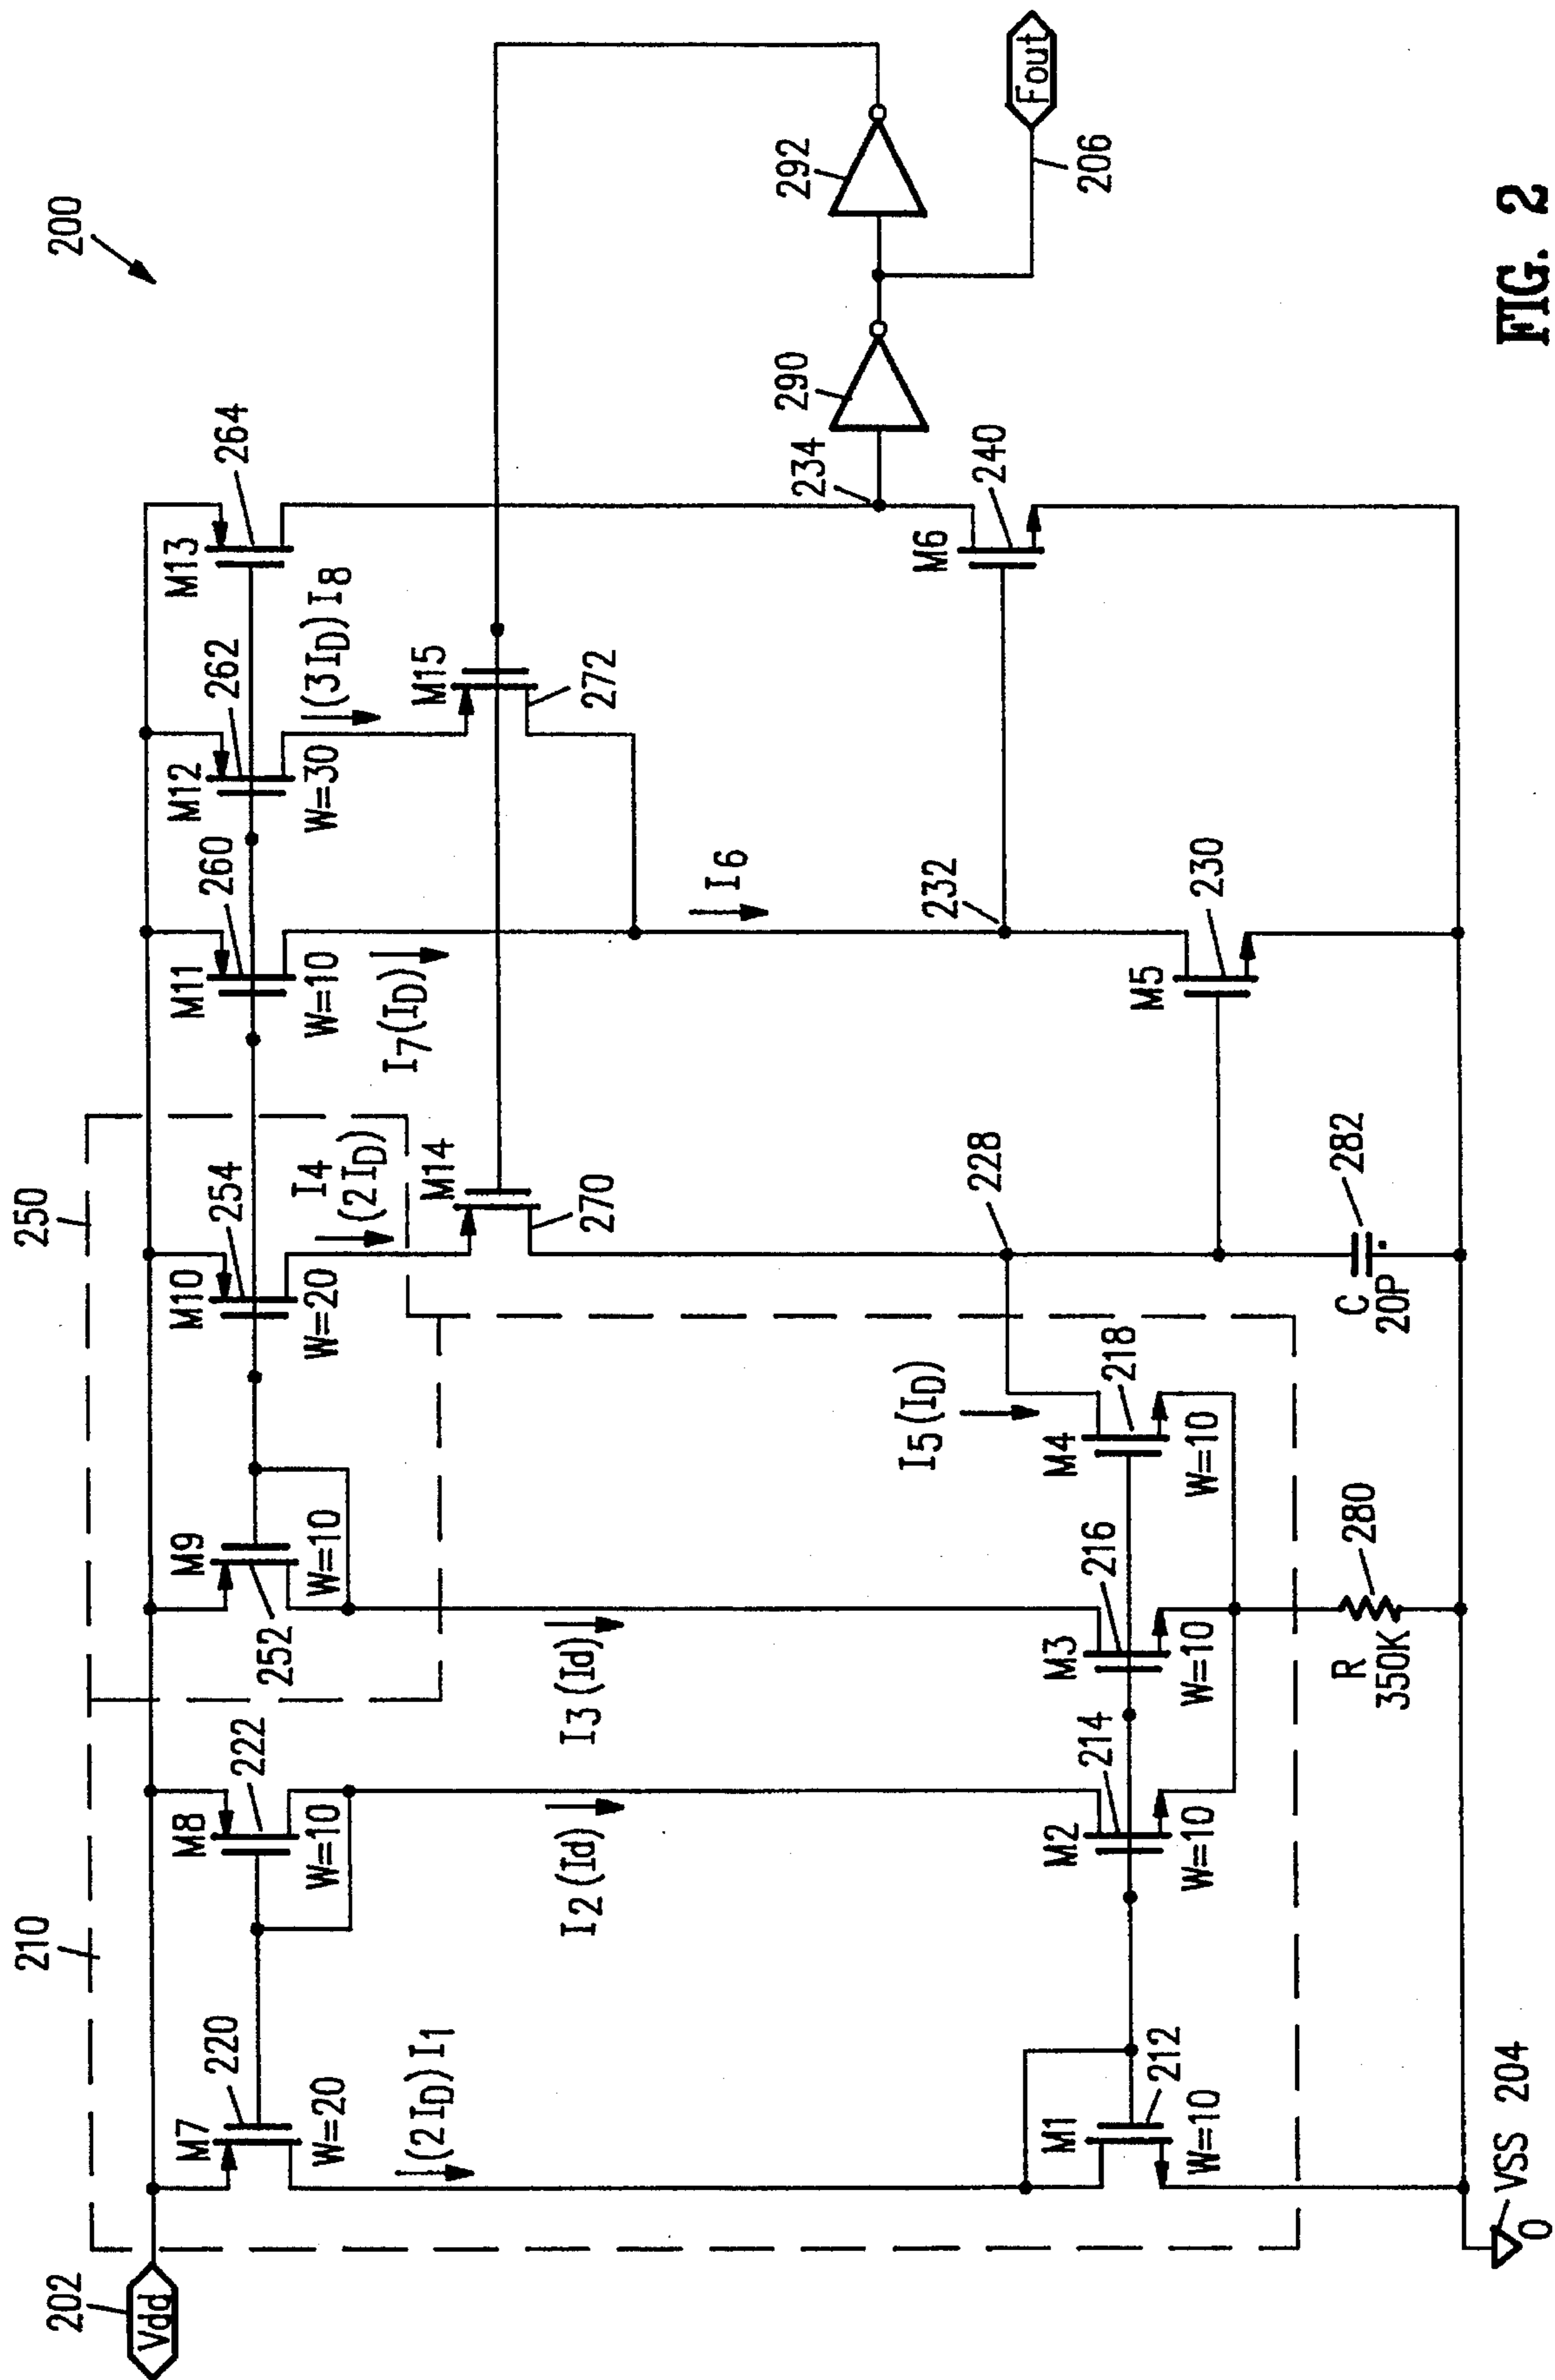 200
202
Vdd
210
250
M7
220
W=20
(2ID) I1
M8
222
W=10
I2(Id)
M9
252
W=10
I3(Id)
M10
254
W=20
I4
(2ID)
M14
270
M11
260
W=10
I7(ID)
M12
262
W=30
(3ID) I8
M13
264
M15
272
I6
I5(ID)
M1
212
W=10
M2
214
W=10
M3
216
W=10
M4
218
W=10
228
232
234
M5
230
M6
240
290
292
206
Fout
R
350K
280
C
20P
282
VSS 204
0
FIG. 2